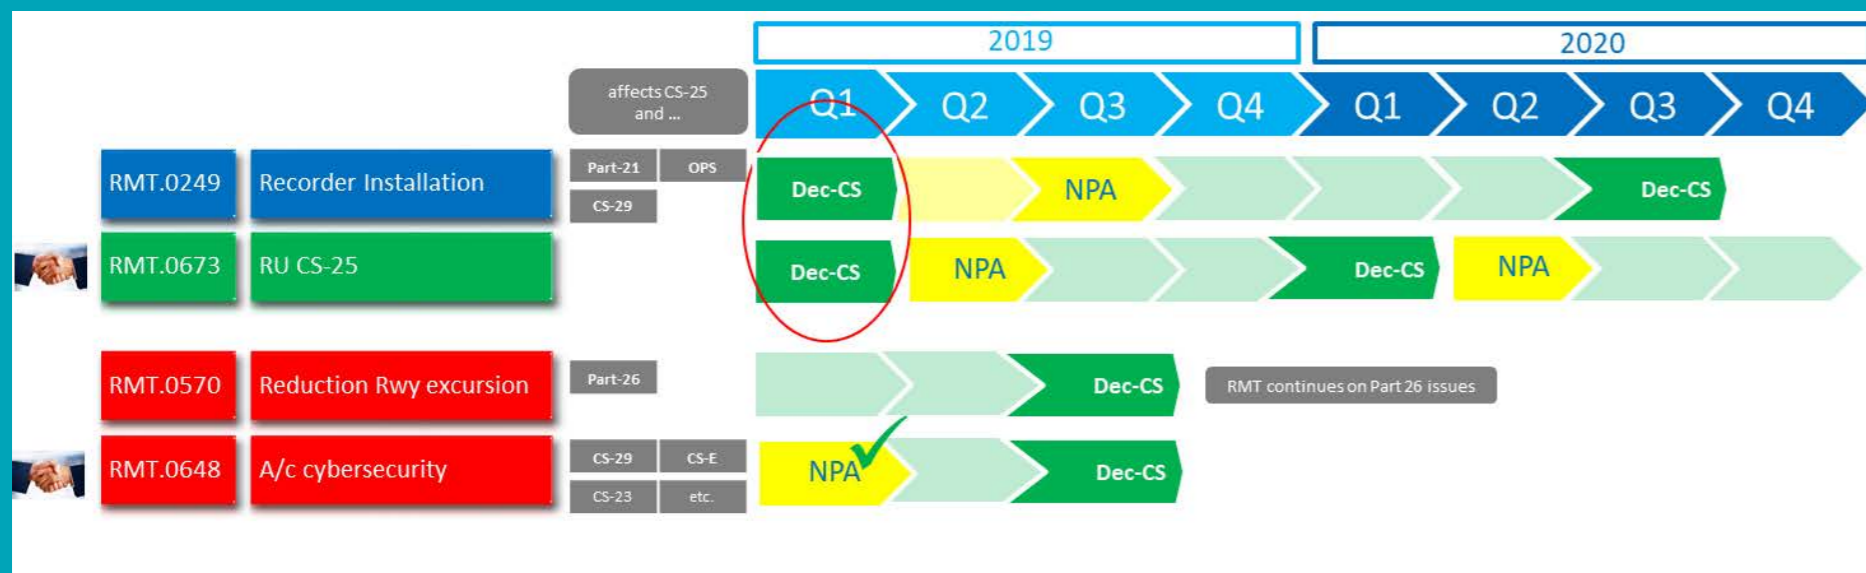 2019
2020
affects CS-25
and ...
Q1
Q2
Q3
Q4
Q1
Q2
Q3
Q4
RMT.0249
Recorder Installation
Part-21
OPS
CS-29
Dec-CS
NPA
Dec-CS
RMT.0673
RU CS-25
Dec-CS
NPA
Dec-CS
NPA
RMT.0570
Reduction Rwy excursion
Part-26
Dec-CS
RMT continues on Part 26 issues
RMT.0648
A/c cybersecurity
CS-29
CS-E
CS-23
etc.
NPA
Dec-CS